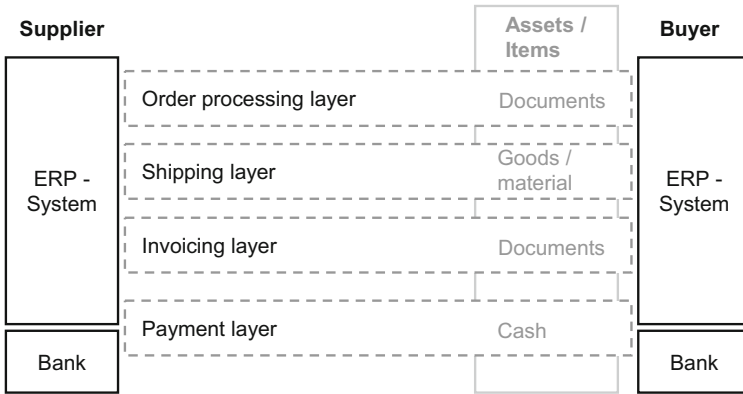 Supplier
Assets /
Items
Buyer
Order processing layer
Documents
Shipping layer
Goods /
material
ERP -
System
ERP -
System
Invoicing layer
Documents
Payment layer
Cash
Bank
Bank